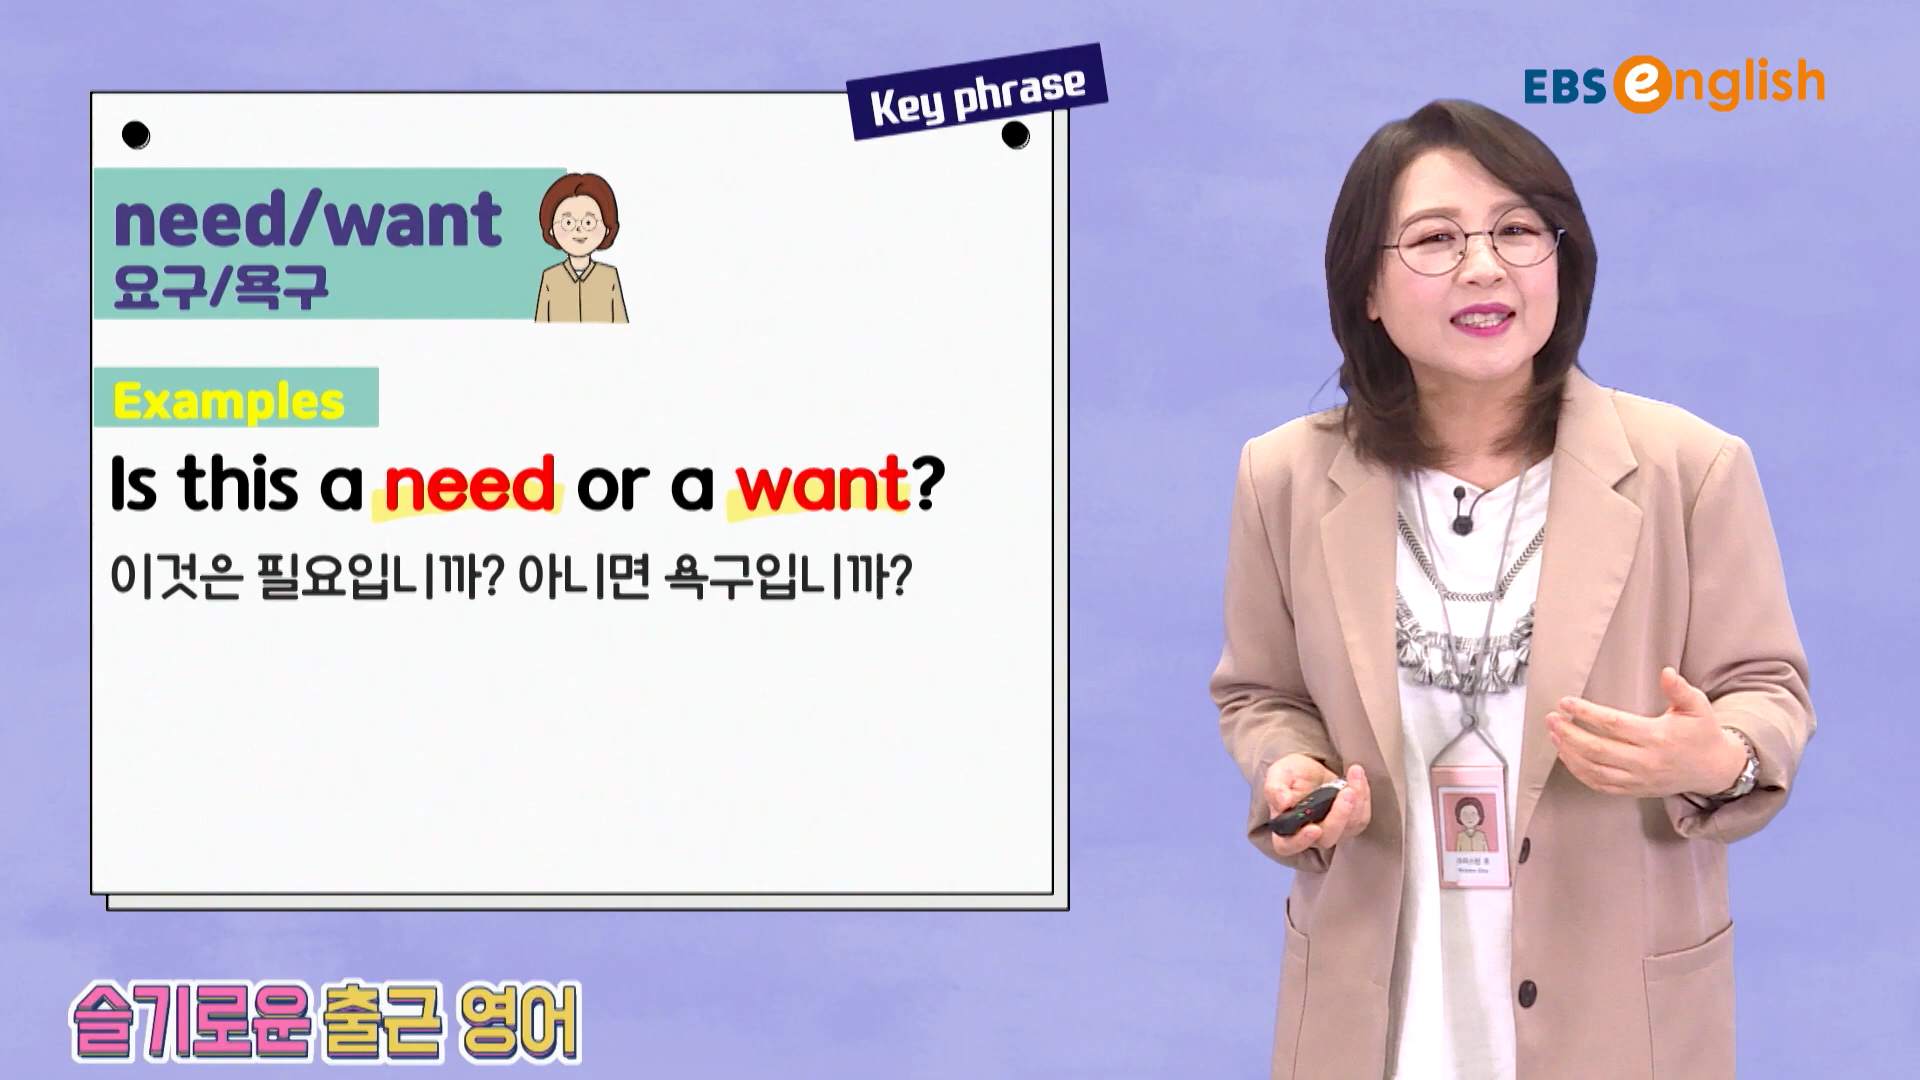 Key phrase
EBS english
need/want
요구/욕구
Examples
Is this a need or a want?
이것은 필요입니까? 아니면 욕구입니까?
슬기로운 출근 영어